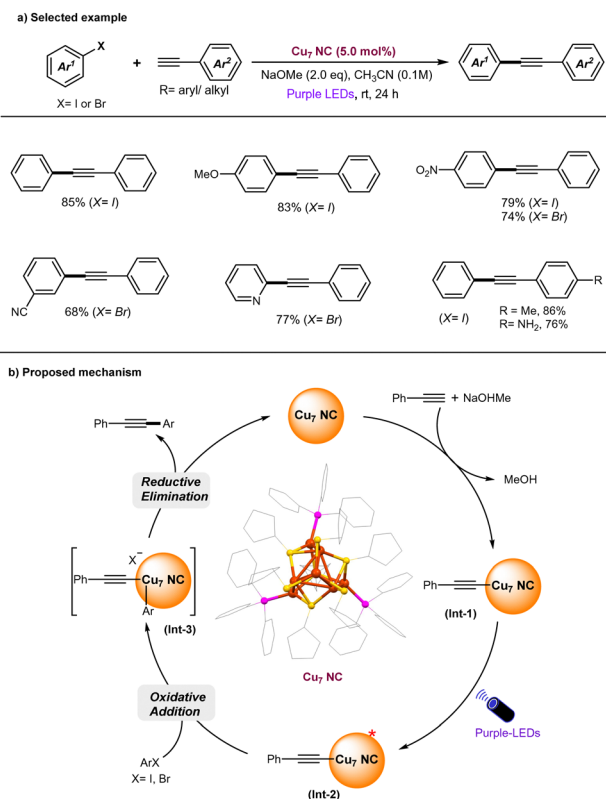 a) Selected example
X
Ar¹
X= I or Br
+
Ar²
R= aryl/ alkyl
Cu₇ NC (5.0 mol%)
NaOMe (2.0 eq), CH₃CN (0.1M)
Purple LEDs, rt, 24 h
Ar¹
Ar²
85% (X= I)
MeO
83% (X= I)
O₂N
79% (X= I)
74% (X= Br)
NC
68% (X= Br)
N
77% (X= Br)
R
(X= I)
R = Me, 86%
R= NH₂, 76%
b) Proposed mechanism
Cu₇ NC
Ph + NaOHMe
MeOH
Ph Ar
Reductive
Elimination
X⁻
Ph Cu₇ NC
Ar
(Int-3)
Ph Cu₇ NC
(Int-1)
Cu₇ NC
Oxidative
Addition
ArX
X= I, Br
Purple-LEDs
*
Ph Cu₇ NC
(Int-2)